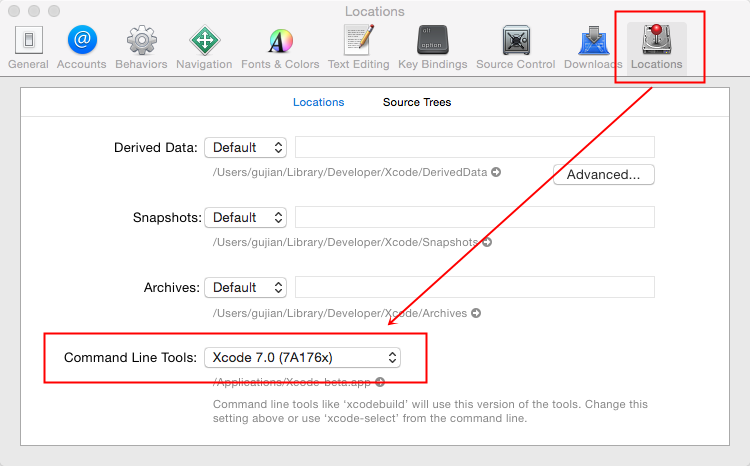 Locations
General Accounts Behaviors Navigation Fonts & Colors Text Editing Key Bindings Source Control Downloads Locations
alt
option
Locations Source Trees
Derived Data: Default
/Users/gujian/Library/Developer/Xcode/DerivedData
Advanced...
Snapshots: Default
/Users/gujian/Library/Developer/Xcode/Snapshots
Archives: Default
/Users/gujian/Library/Developer/Xcode/Archives
Command Line Tools: Xcode 7.0 (7A176x)
/Applications/Xcode-beta.app
Command line tools like ‘xcodebuild’ will use this version of the tools. Change this
setting above or use ‘xcode-select’ from the command line.